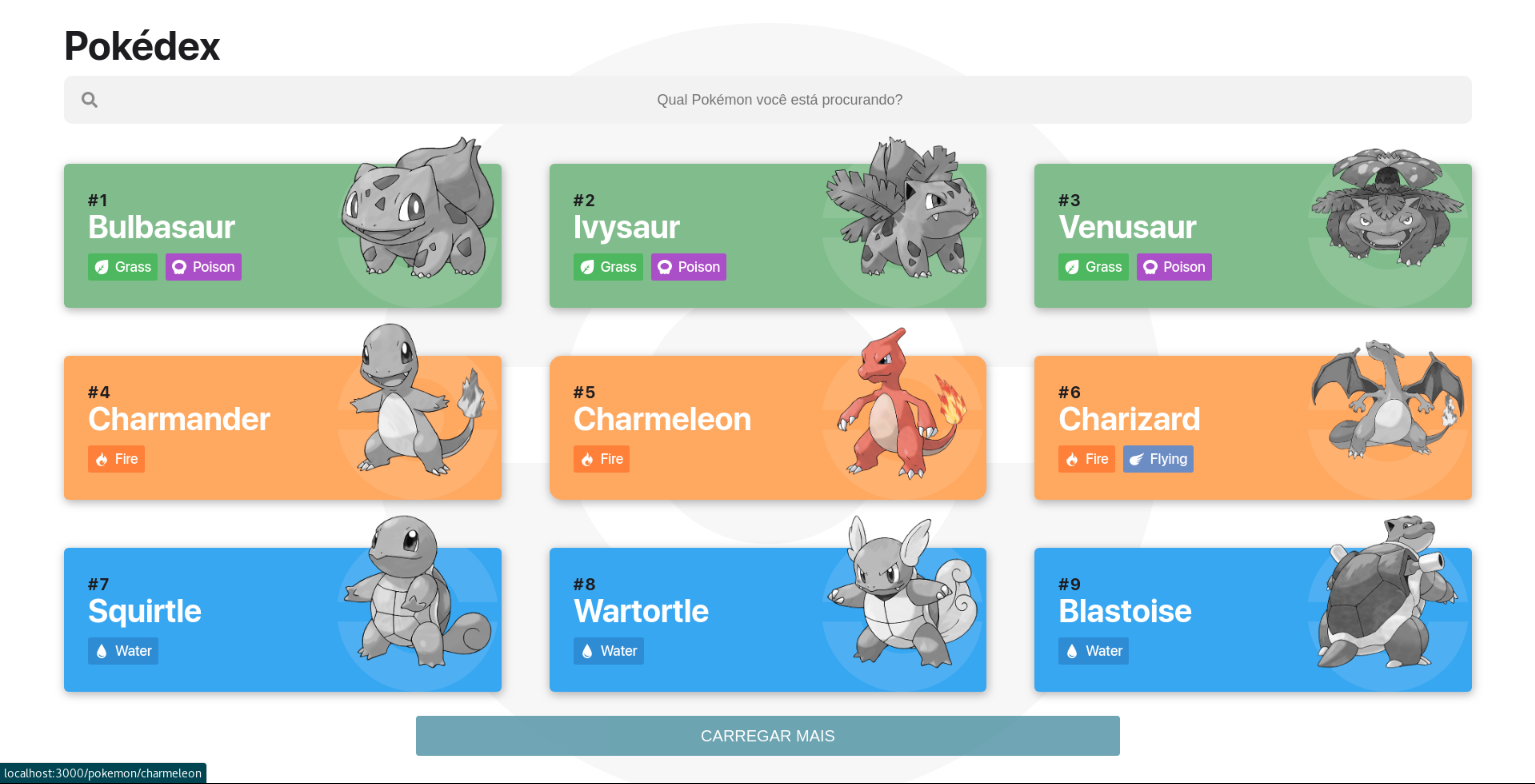 Pokédex
Qual Pokémon você está procurando?
#1
Bulbasaur
Grass Poison
#2
Ivysaur
Grass Poison
#3
Venusaur
Grass Poison
#4
Charmander
Fire
#5
Charmeleon
Fire
#6
Charizard
Fire Flying
#7
Squirtle
Water
#8
Wartortle
Water
#9
Blastoise
Water
CARREGAR MAIS
localhost:3000/pokemon/charmeleon